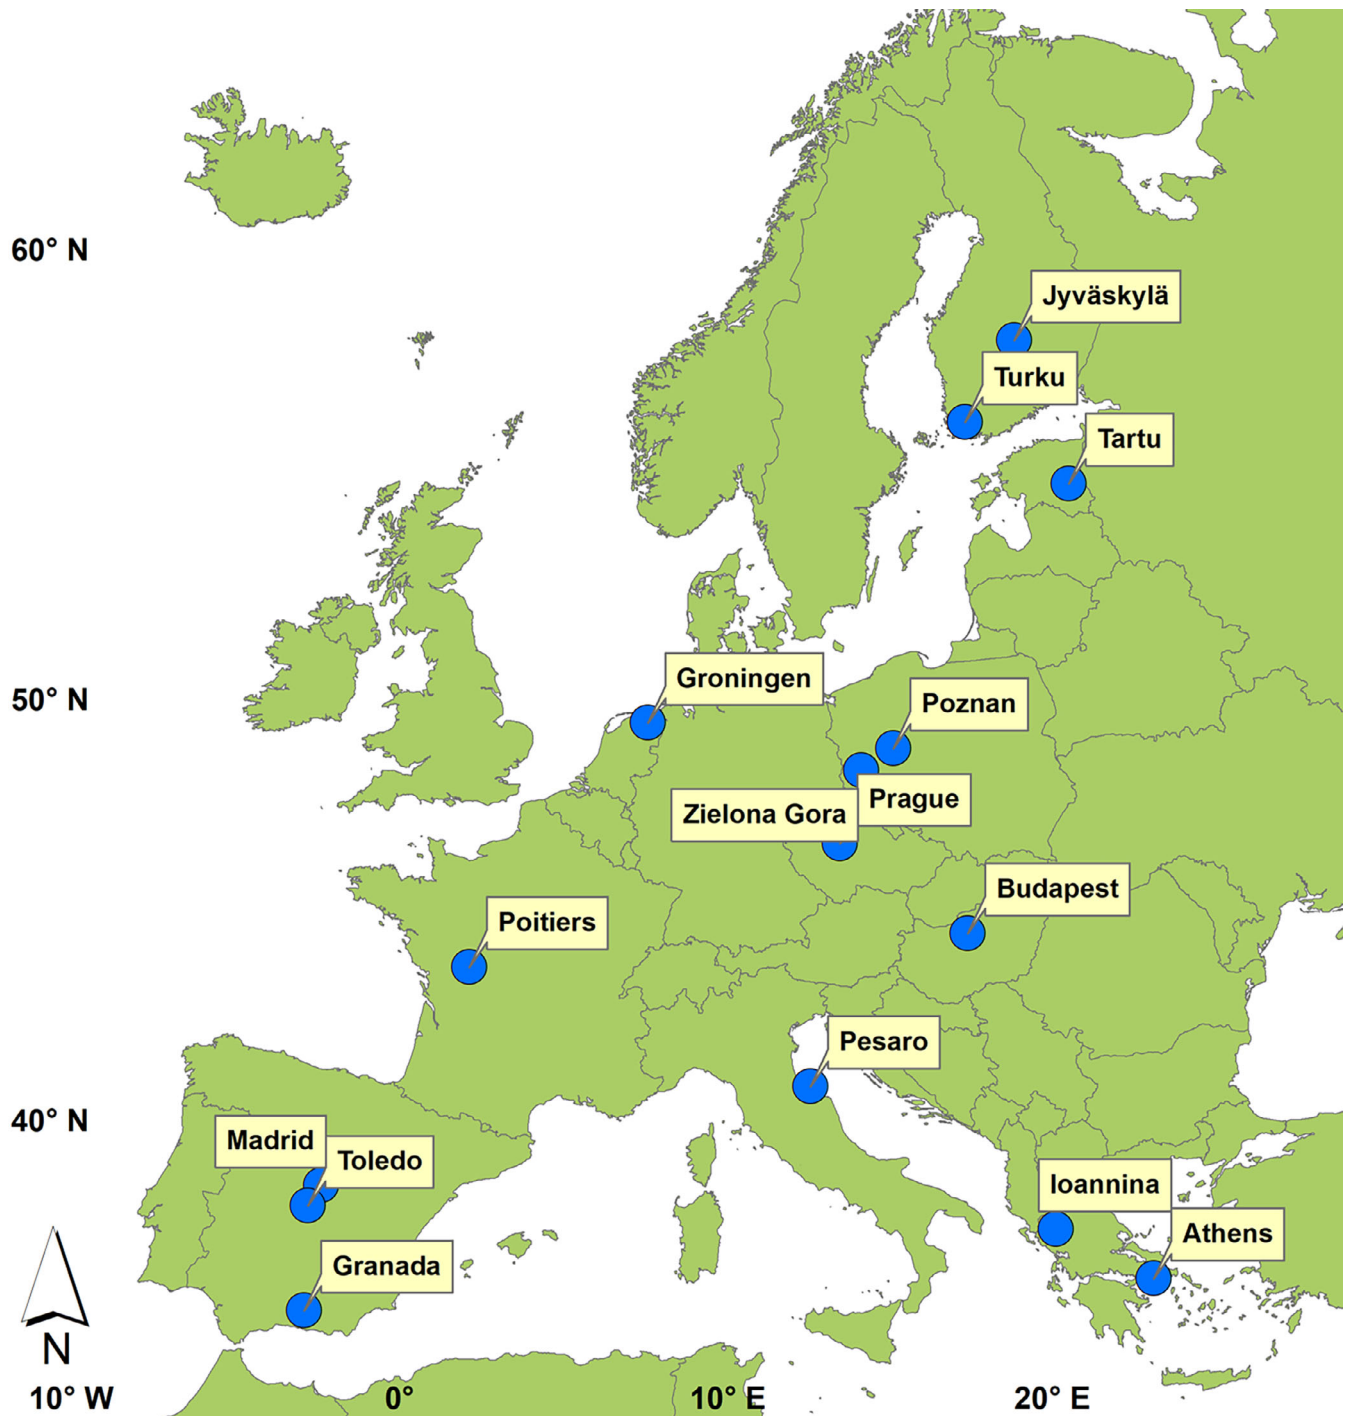 60° N
Jyväskylä
Turku
Tartu
Groningen
50° N
Poznan
Prague
Zielona Gora
Budapest
Poitiers
Pesaro
40° N
Madrid
Toledo
Ioannina
Athens
Granada
N
10° W 0° 10° E 20° E